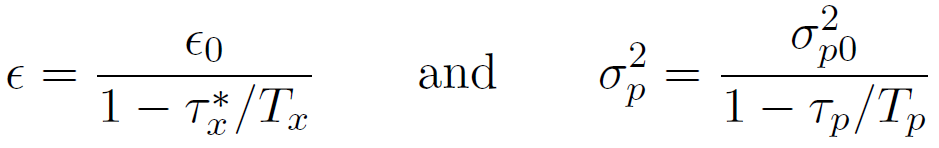 ϵ = ϵ₀ / (1 − τₓ*/Tₓ) and σₚ² = σₚ₀² / (1 − τₚ/Tₚ)